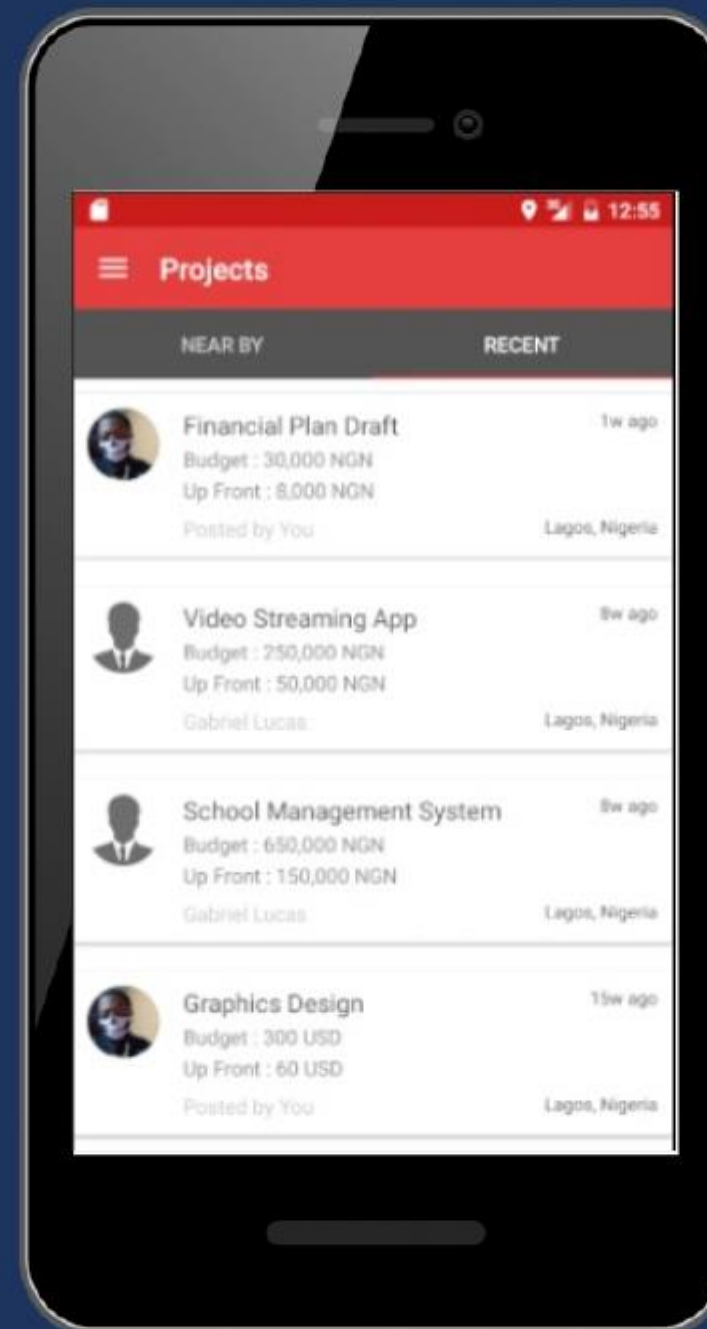 12:55
Projects
NEAR BY RECENT
Financial Plan Draft 1w ago
Budget : 30,000 NGN
Up Front : 8,000 NGN
Posted by You Lagos, Nigeria
Video Streaming App 8w ago
Budget : 250,000 NGN
Up Front : 50,000 NGN
Gabriel Lucas Lagos, Nigeria
School Management System 8w ago
Budget : 650,000 NGN
Up Front : 150,000 NGN
Gabriel Lucas Lagos, Nigeria
Graphics Design 15w ago
Budget : 300 USD
Up Front : 60 USD
Posted by You Lagos, Nigeria